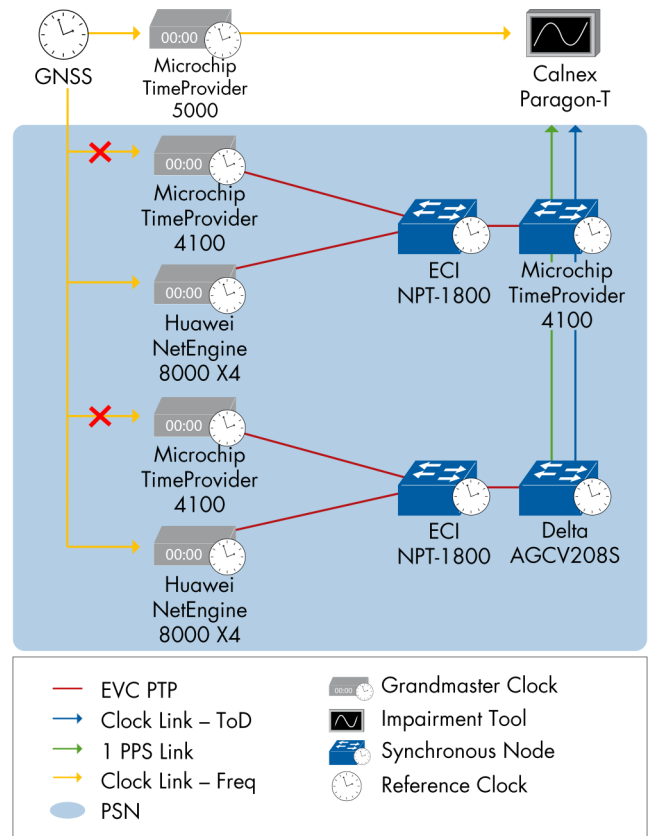 GNSS
00:00
Microchip
TimeProvider
5000
Calnex
Paragon-T
00:00
Microchip
TimeProvider
4100
ECI
NPT-1800
Microchip
TimeProvider
4100
00:00
Huawei
NetEngine
8000 X4
00:00
Microchip
TimeProvider
4100
ECI
NPT-1800
Delta
AGCV208S
00:00
Huawei
NetEngine
8000 X4
EVC PTP
Clock Link – ToD
1 PPS Link
Clock Link – Freq
PSN
00:00
Grandmaster Clock
Impairment Tool
Synchronous Node
Reference Clock